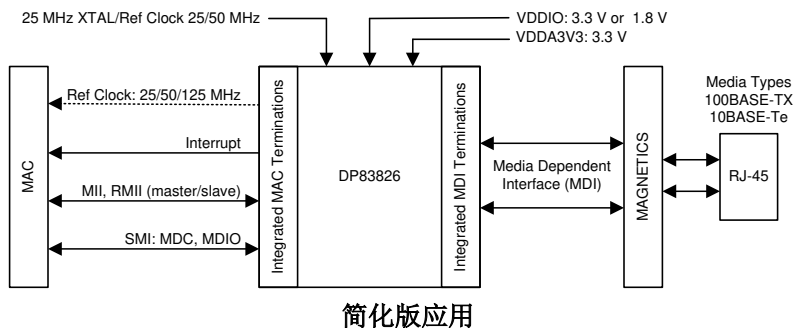 25 MHz XTAL/Ref Clock 25/50 MHz
VDDIO: 3.3 V or 1.8 V
VDDA3V3: 3.3 V
MAC
Ref Clock: 25/50/125 MHz
Interrupt
MII, RMII (master/slave)
SMI: MDC, MDIO
Integrated MAC Terminations
DP83826
Integrated MDI Terminations
Media Dependent
Interface (MDI)
MAGNETICS
Media Types
100BASE-TX
10BASE-Te
RJ-45
简化版应用